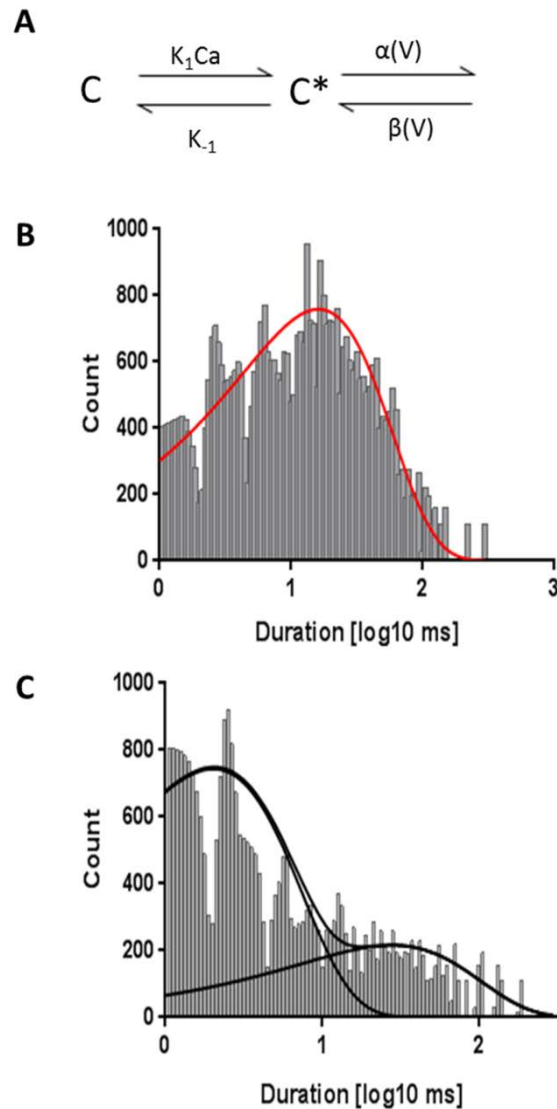 A
K₁Ca
α(V)
C
C*
K₋₁
β(V)
B
1000
800
600
400
200
0
Count
0
1
2
3
Duration [log10 ms]
C
1000
800
600
400
200
0
Count
0
1
2
Duration [log10 ms]